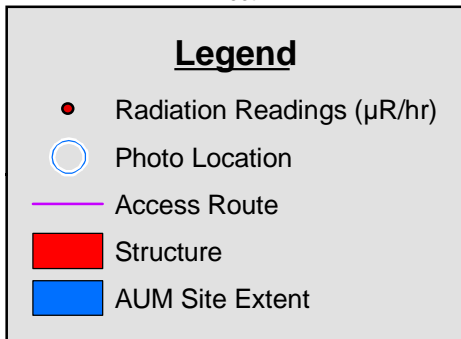 Legend
Radiation Readings (µR/hr)
Photo Location
Access Route
Structure
AUM Site Extent